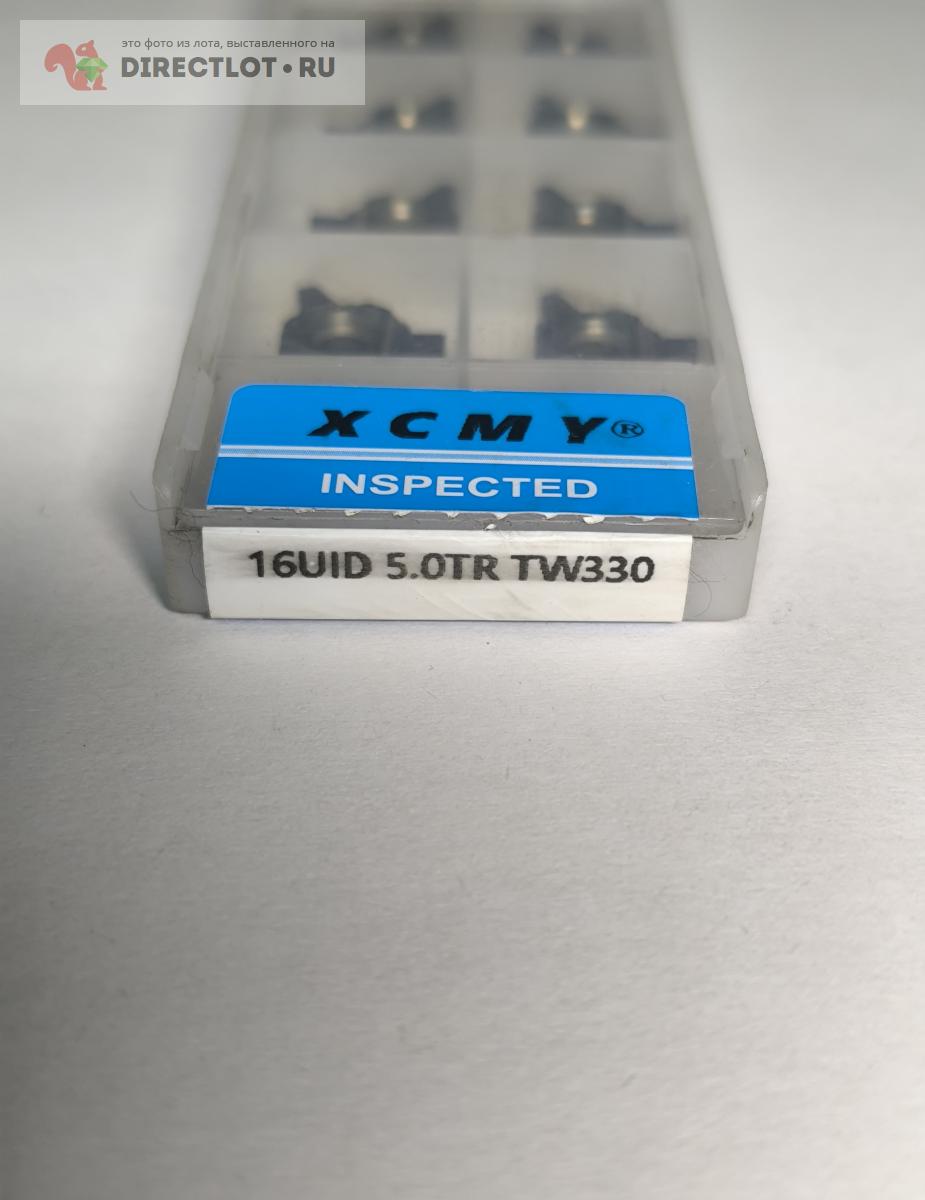 это фото из лота, выставленного на
DIRECTLOT•RU
XCMY®
INSPECTED
16UID 5.0TR TW330